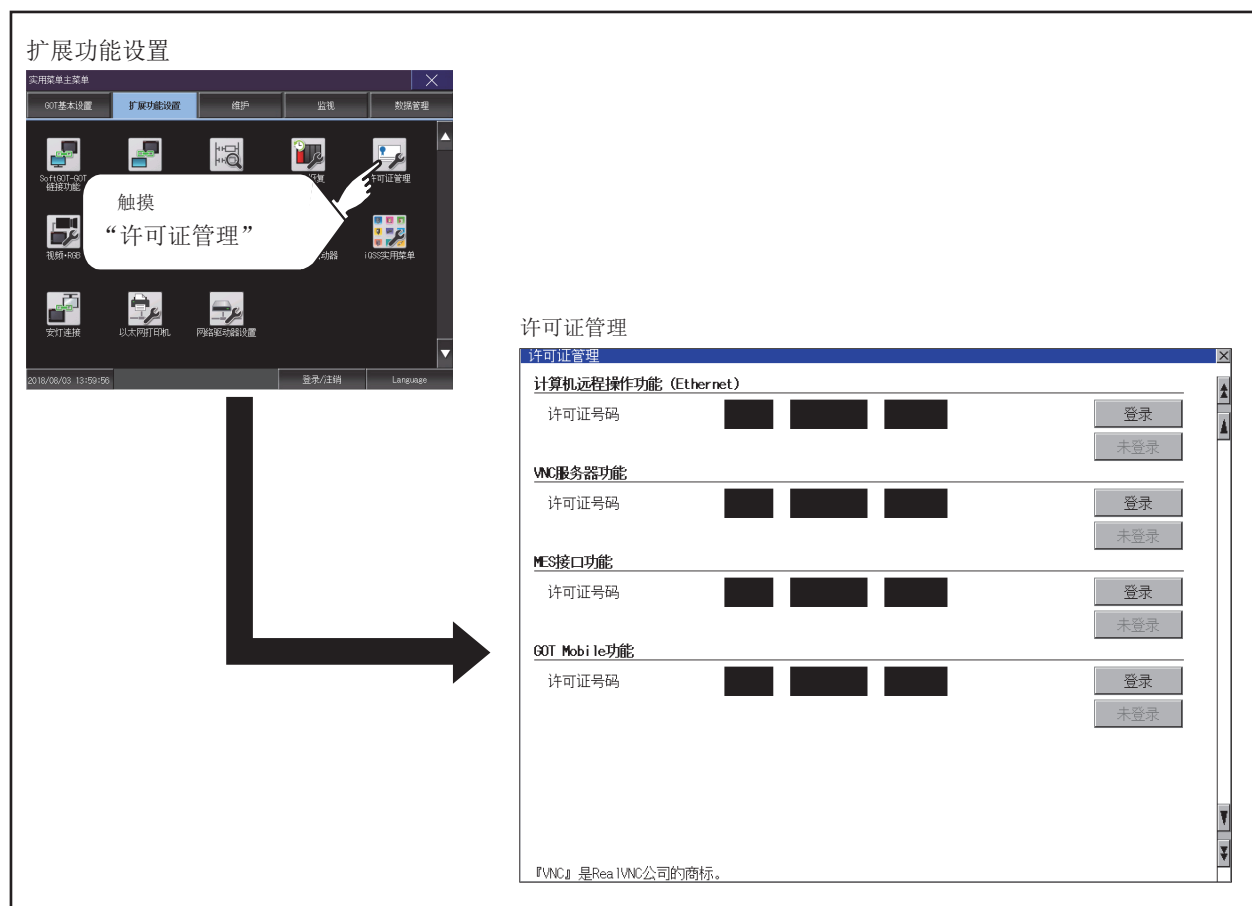 扩展功能设置
实用菜单主菜单
GOT基本设置 扩展功能设置 维护 监视 数据管理
SoftGOT-GOT
链接功能
许可证管理
触摸
“许可证管理”
视频•RGB
iQSS实用菜单
安灯连接 以太网打印机 网络驱动器设置
2018/08/03 13:59:56 登录/注销 Language
许可证管理
许可证管理
计算机远程操作功能 (Ethernet)
许可证号码 登录
未登录
VNC服务器功能
许可证号码 登录
未登录
MES接口功能
许可证号码 登录
未登录
GOT Mobile功能
许可证号码 登录
未登录
『VNC』是RealVNC公司的商标。